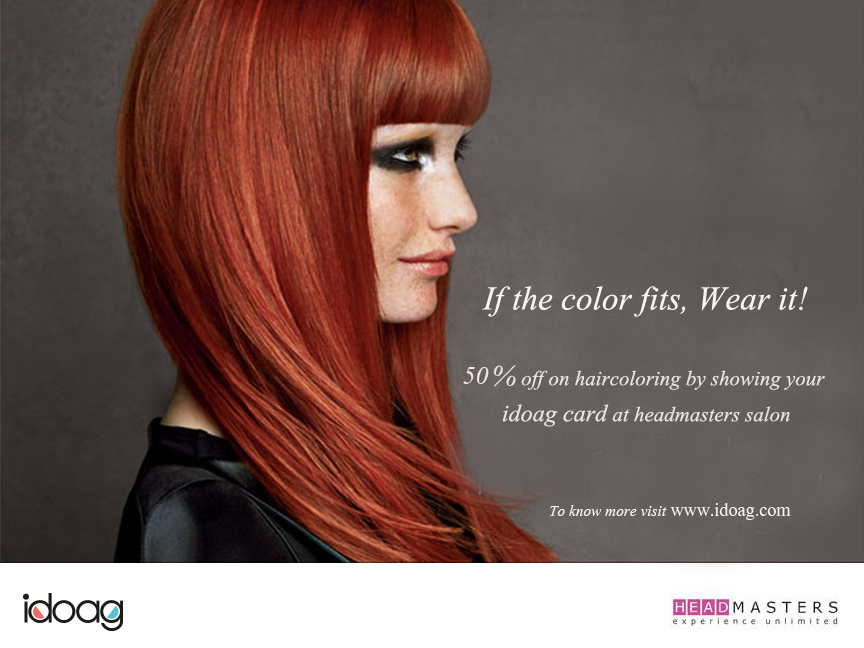 If the color fits, Wear it!
50% off on haircoloring by showing your
idoag card at headmasters salon
To know more visit www.idoag.com
idoag
HEADMASTERS
experience unlimited